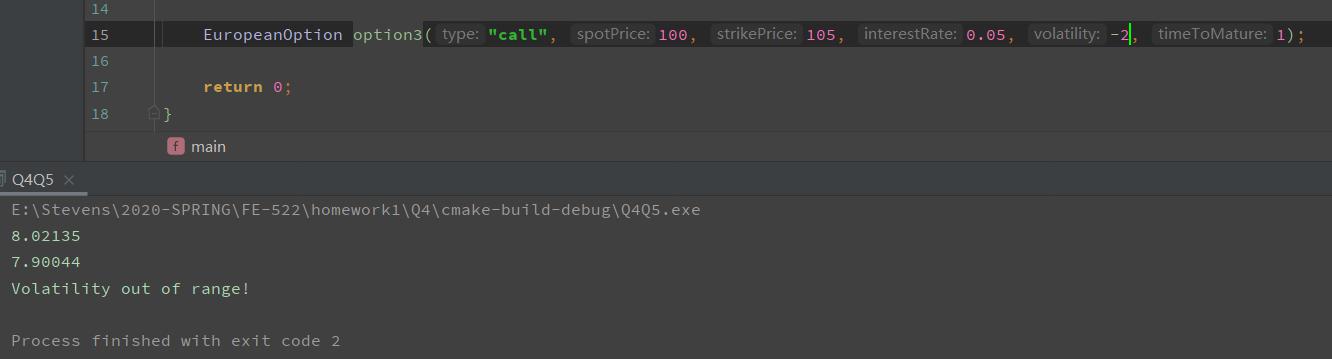 14
15 EuropeanOption option3( type: "call", spotPrice: 100, strikePrice: 105, interestRate: 0.05, volatility: -2, timeToMature: 1);
16
17 return 0;
18 }
f main
Q4Q5 ×
E:\Stevens\2020-SPRING\FE-522\homework1\Q4\cmake-build-debug\Q4Q5.exe
8.02135
7.90044
Volatility out of range!
Process finished with exit code 2